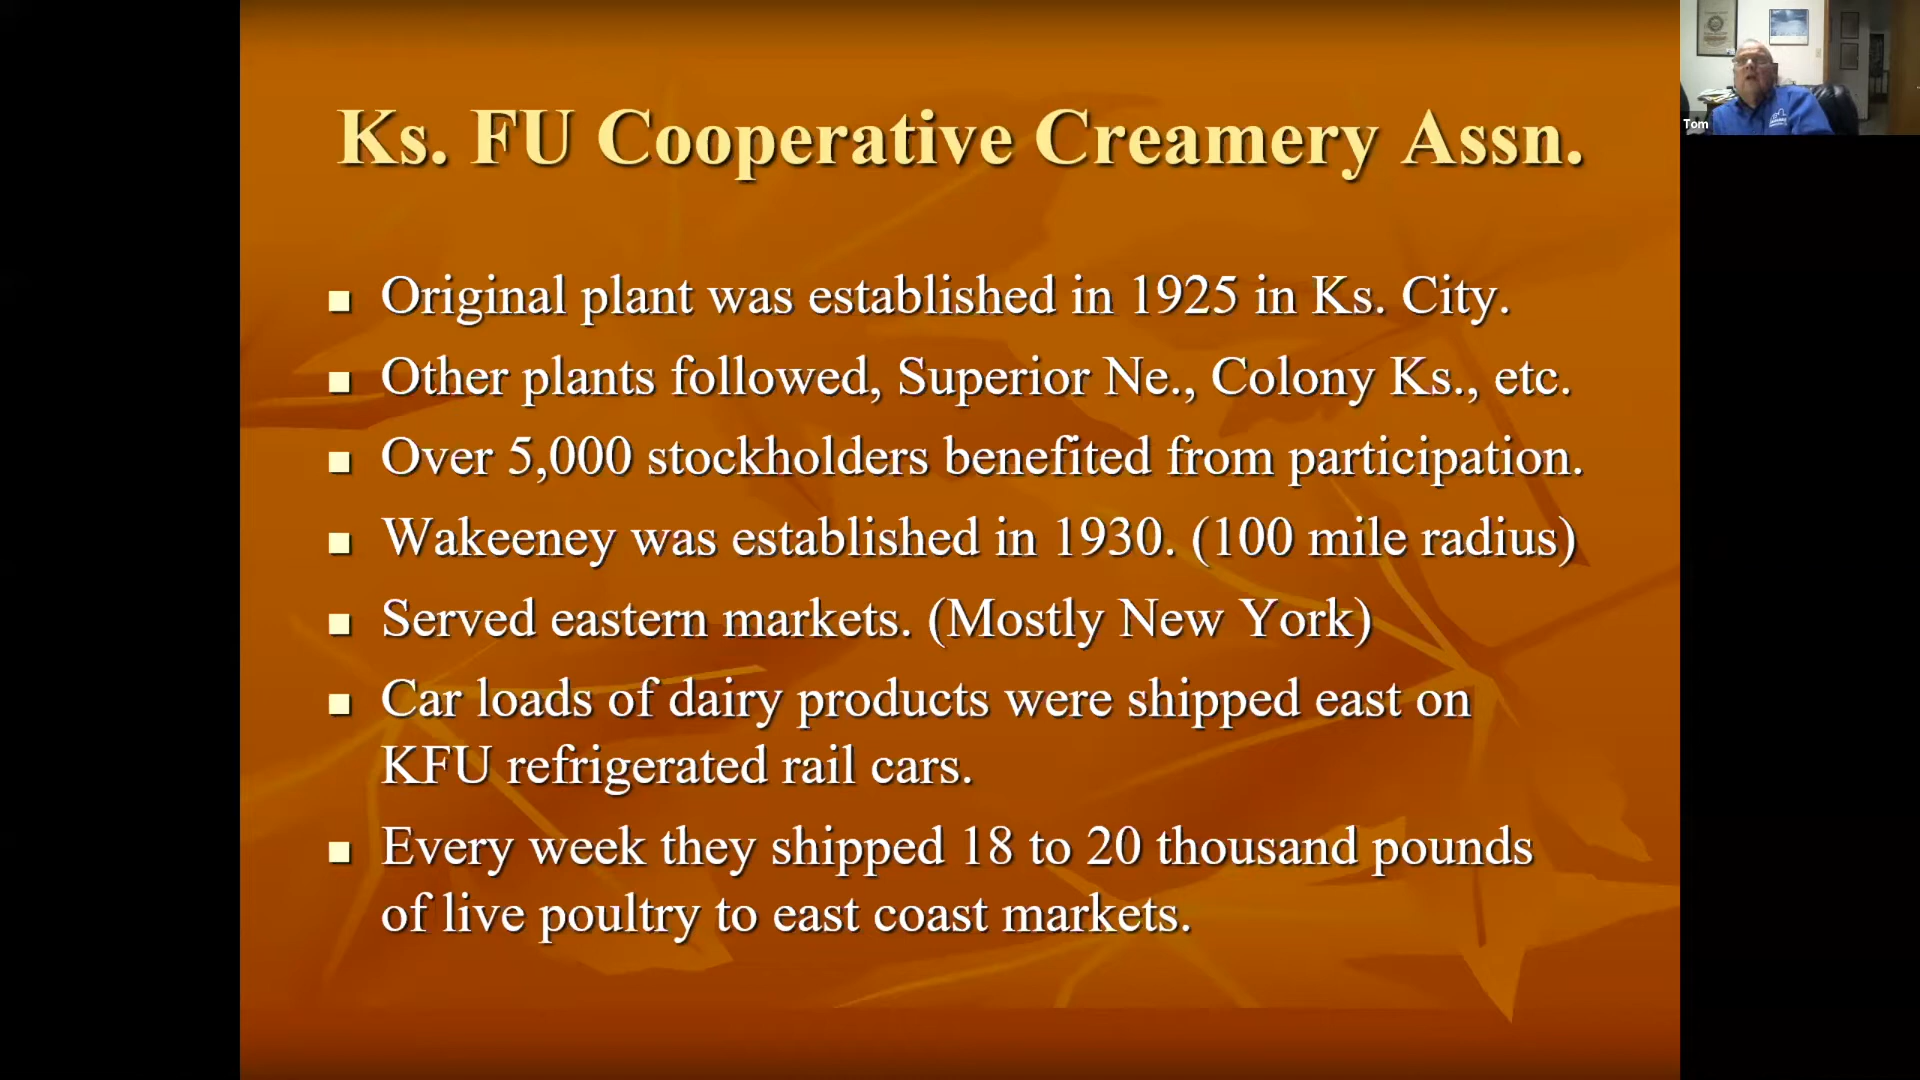 Ks. FU Cooperative Creamery Assn.
Original plant was established in 1925 in Ks. City.
Other plants followed, Superior Ne., Colony Ks., etc.
Over 5,000 stockholders benefited from participation.
Wakeeney was established in 1930. (100 mile radius)
Served eastern markets. (Mostly New York)
Car loads of dairy products were shipped east on
KFU refrigerated rail cars.
Every week they shipped 18 to 20 thousand pounds
of live poultry to east coast markets.
Tom